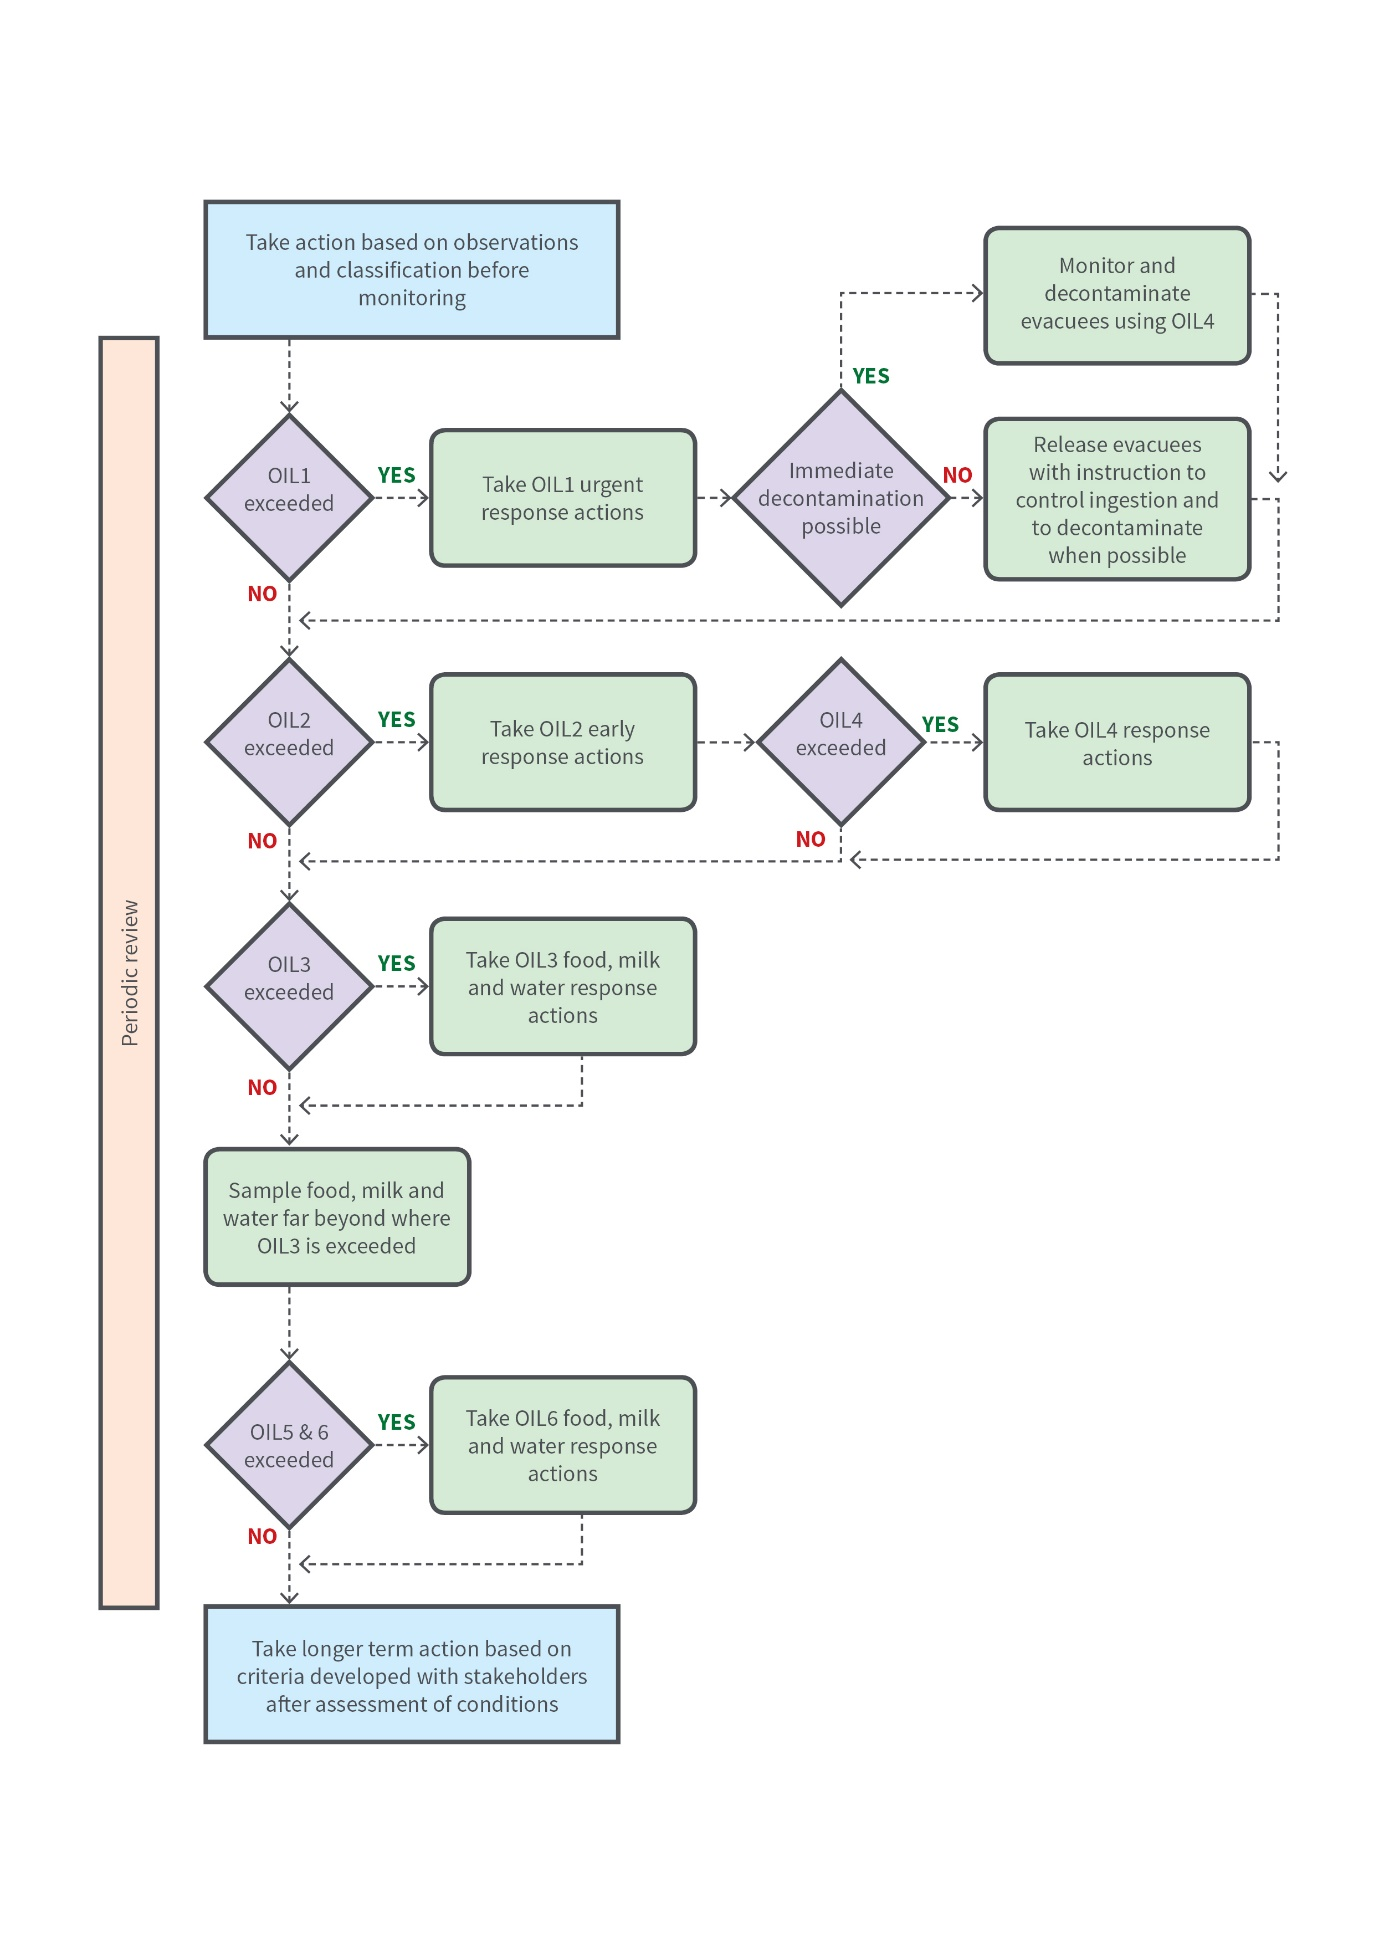 Take action based on observations
and classification before
monitoring
Monitor and
decontaminate
evacuees using OIL4
YES
OIL1
exceeded
YES
Take OIL1 urgent
response actions
Immediate
decontamination
possible
NO
Release evacuees
with instruction to
control ingestion and
to decontaminate
when possible
NO
OIL2
exceeded
YES
Take OIL2 early
response actions
OIL4
exceeded
YES
Take OIL4 response
actions
NO
NO
Periodic review
OIL3
exceeded
YES
Take OIL3 food, milk
and water response
actions
NO
Sample food, milk and
water far beyond where
OIL3 is exceeded
OIL5 & 6
exceeded
YES
Take OIL6 food, milk
and water response
actions
NO
Take longer term action based on
criteria developed with stakeholders
after assessment of conditions